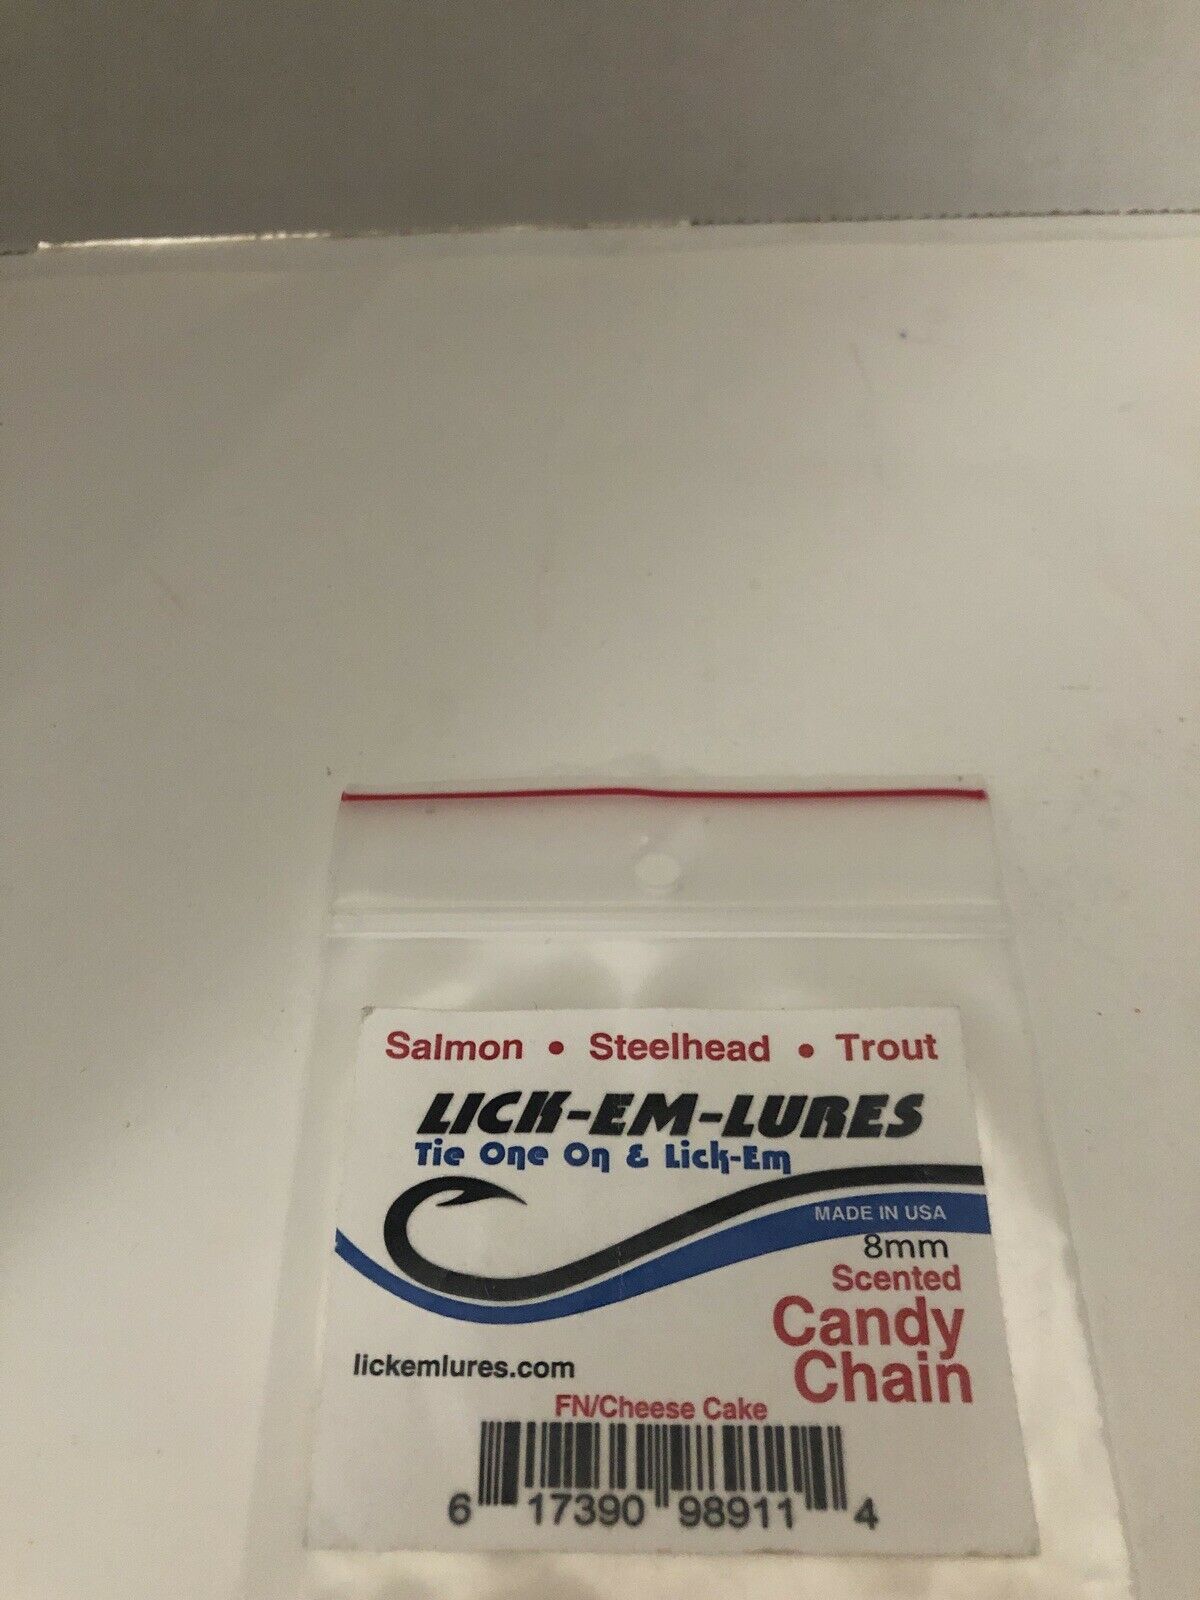 Salmon • Steelhead • Trout
LICK-EM-LURES
Tie One On & Lick-Em
MADE IN USA
8mm
Scented
Candy
Chain
lickemlures.com
FN/Cheese Cake
6 17390 98911 4